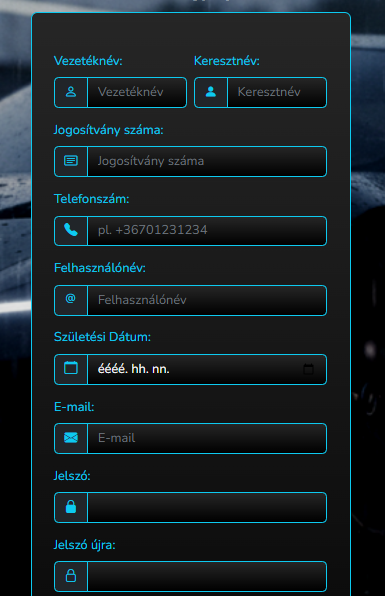 Vezetéknév: Keresztnév:
Vezetéknév Keresztnév
Jogosítvány száma:
Jogosítvány száma
Telefonszám:
pl. +36701231234
Felhasználónév:
@ Felhasználónév
Születési Dátum:
éééé. hh. nn.
E-mail:
E-mail
Jelszó:
Jelszó újra: